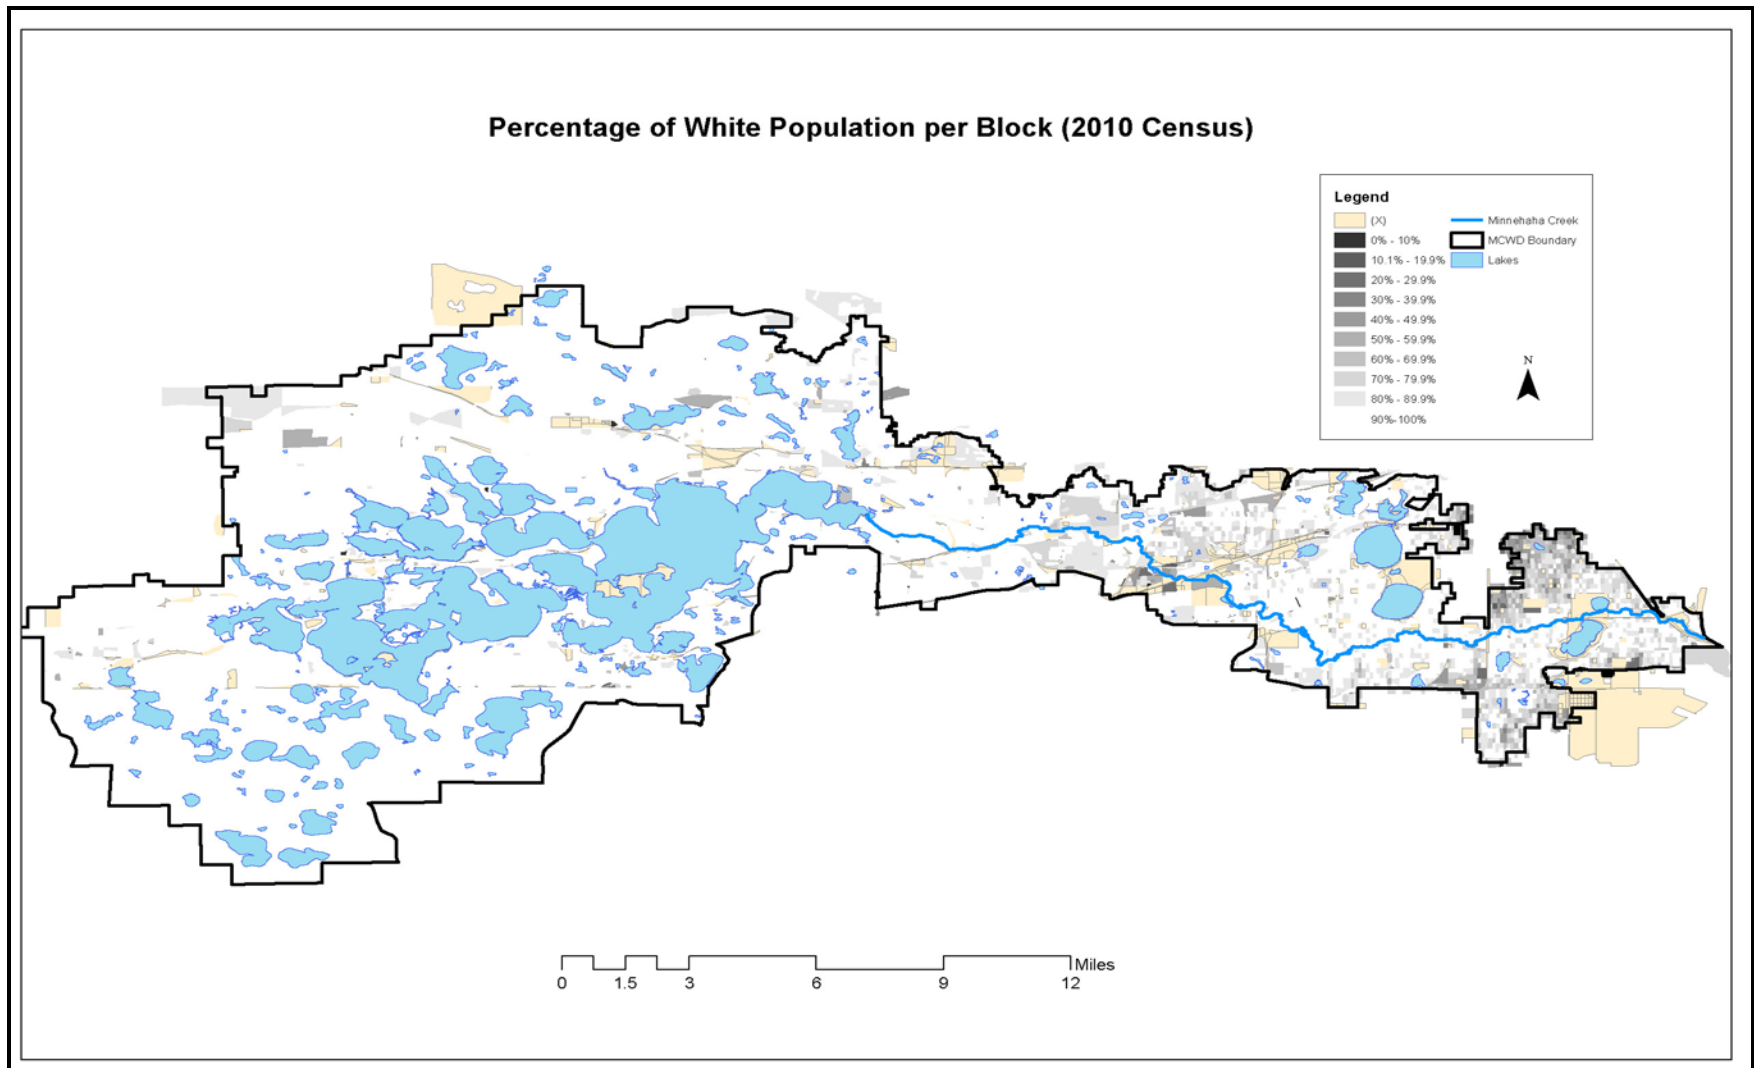 Percentage of White Population per Block (2010 Census)
Legend
(X)
0% - 10%
10.1% - 19.9%
20% - 29.9%
30% - 39.9%
40% - 49.9%
50% - 59.9%
60% - 69.9%
70% - 79.9%
80% - 89.9%
90%-100%
Minnehaha Creek
MCWD Boundary
Lakes
N
Miles
0 1.5 3 6 9 12